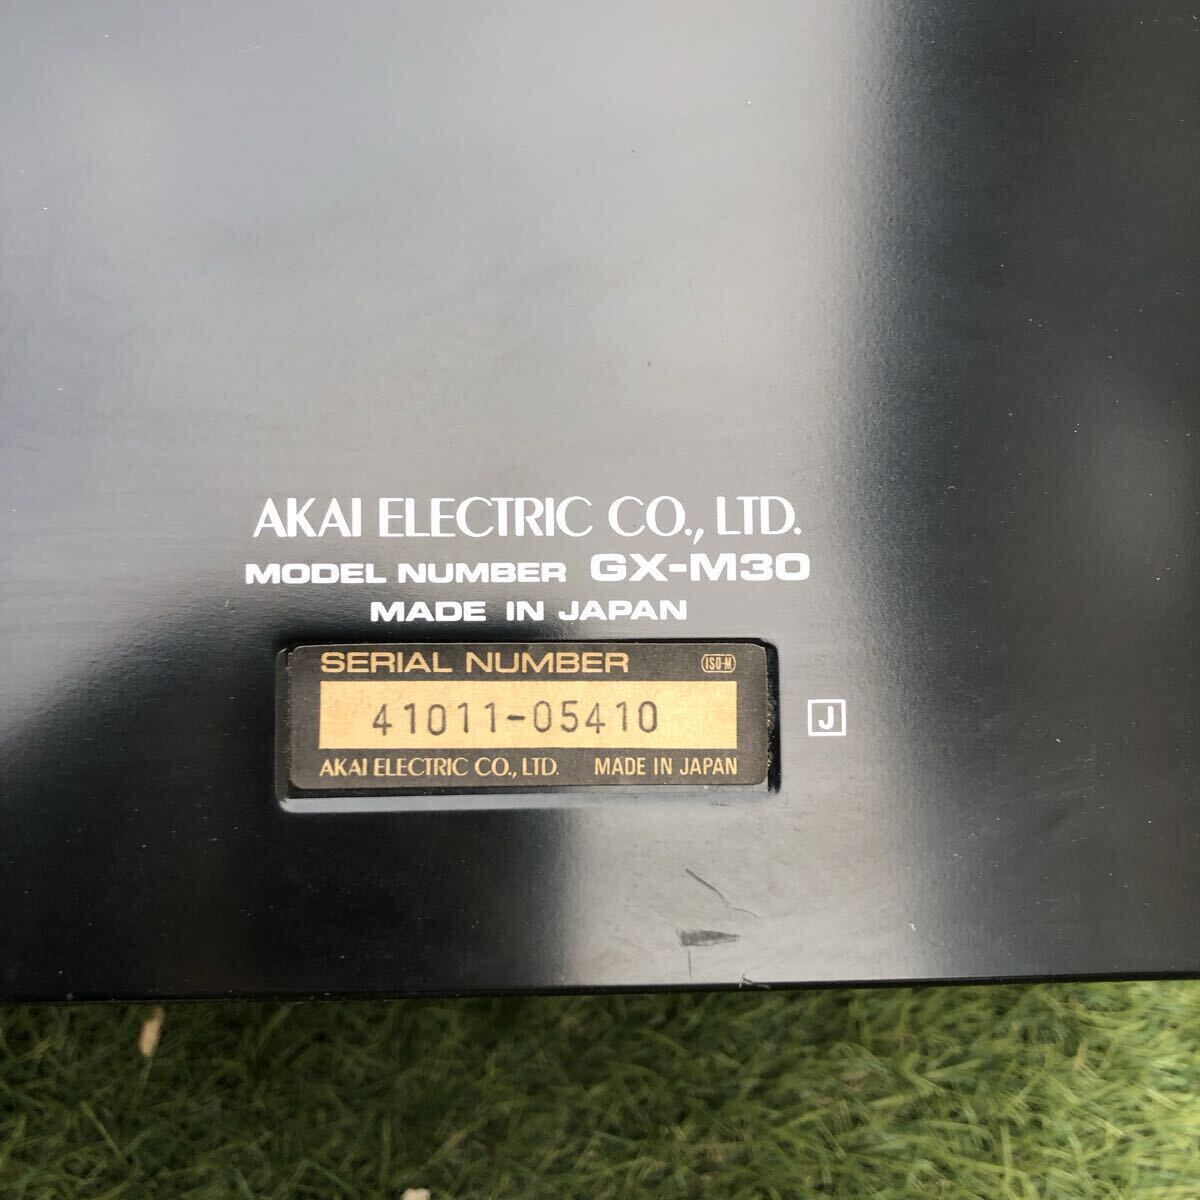 AKAI ELECTRIC CO., LTD.
MODEL NUMBER GX-M30
MADE IN JAPAN
SERIAL NUMBER ISO-M
41011-05410
J
AKAI ELECTRIC CO., LTD. MADE IN JAPAN